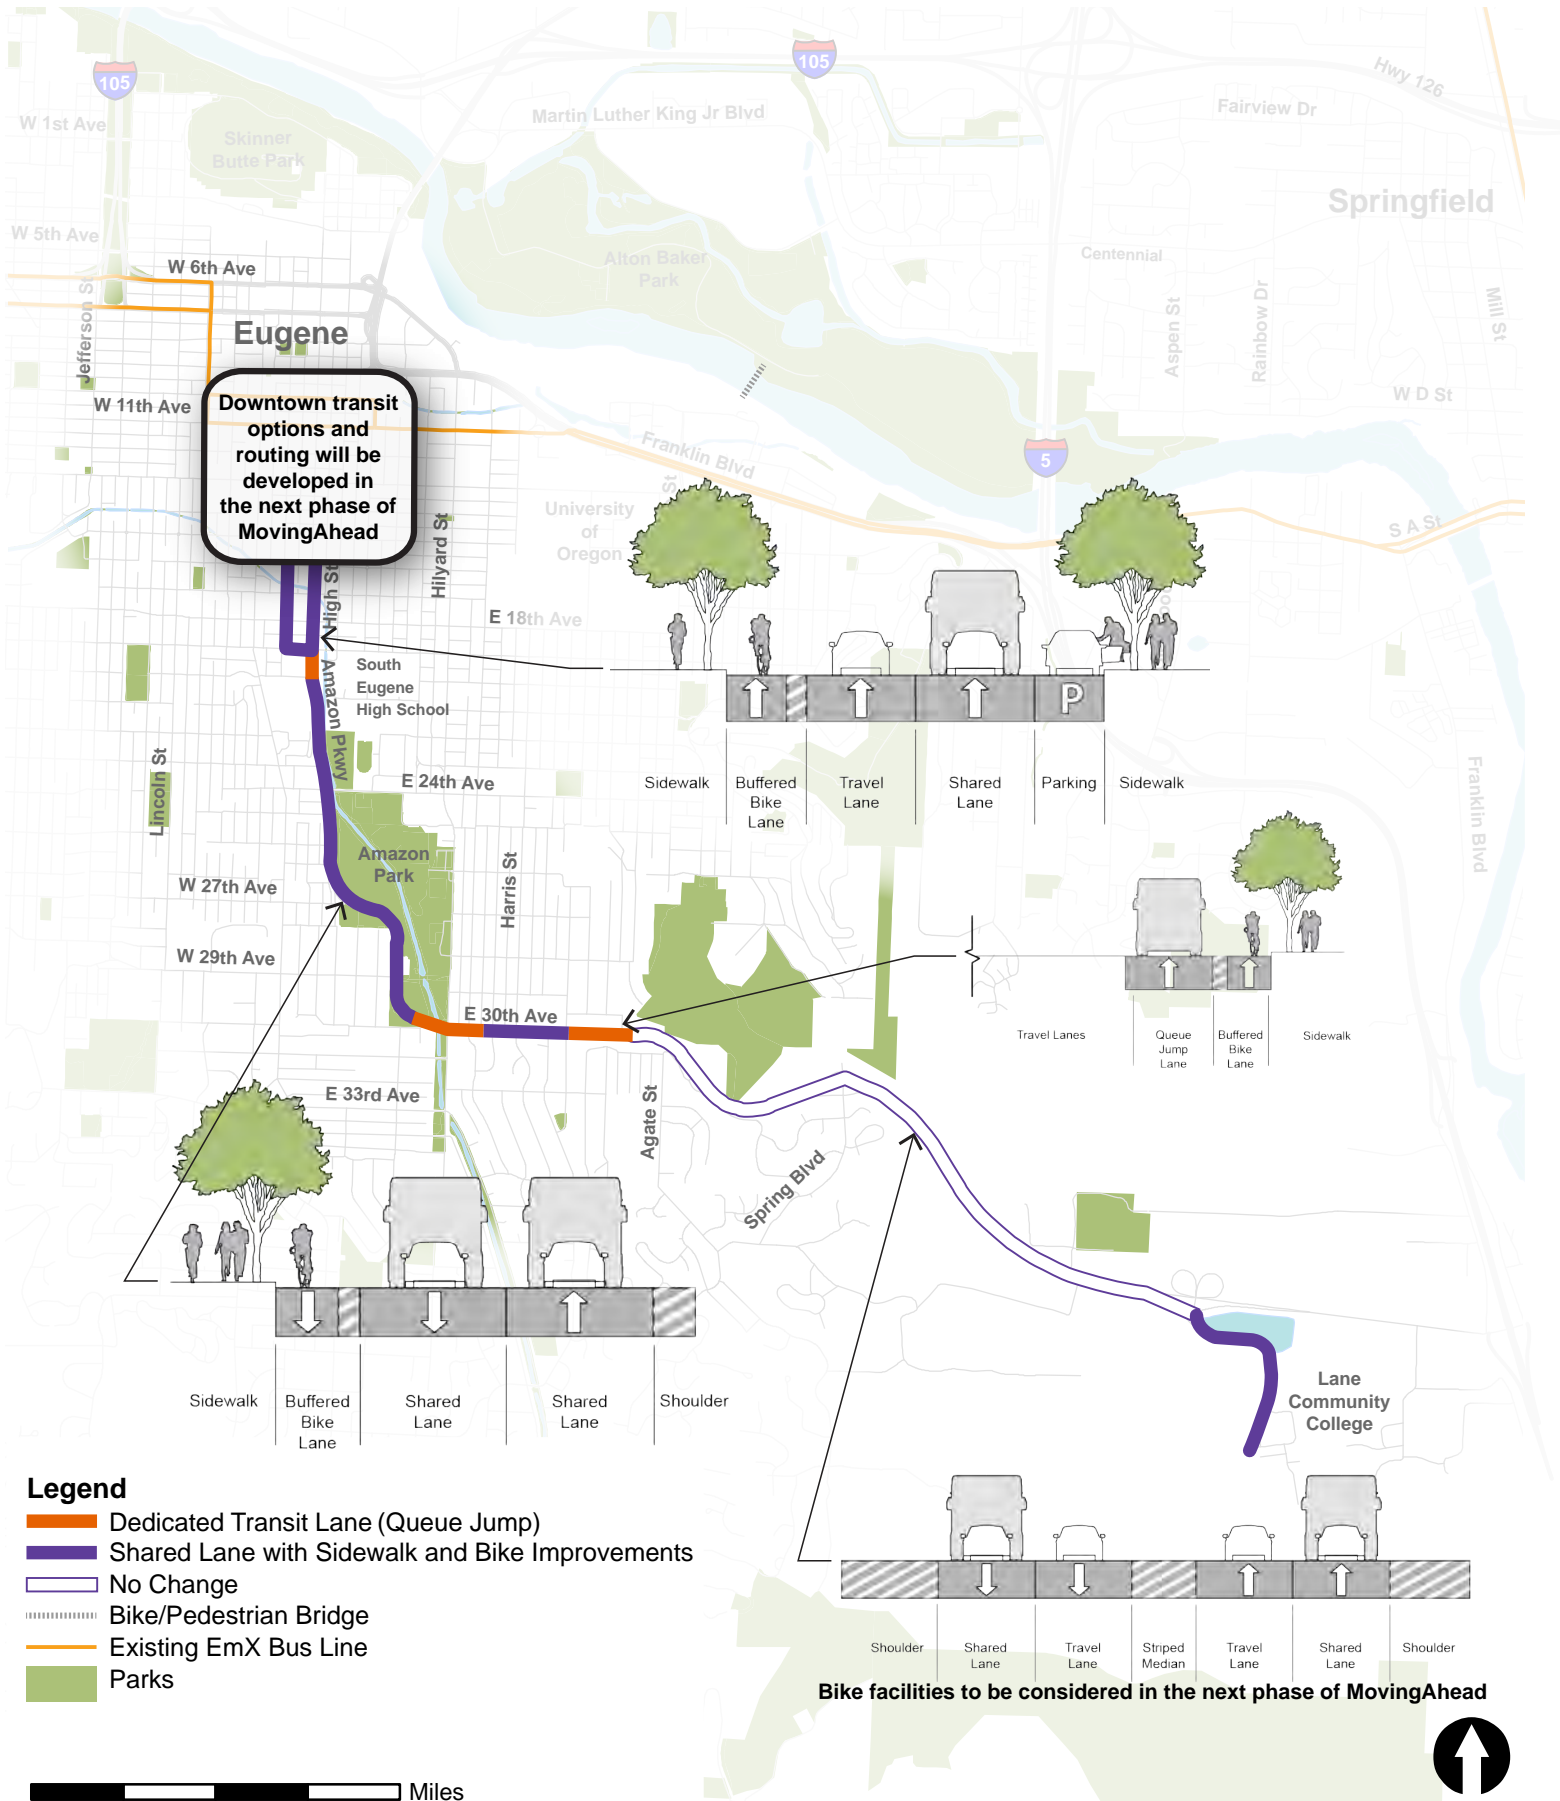 105
105
Hwy 126
Fairview Dr
Martin Luther King Jr Blvd
W 1st Ave
Skinner
Butte Park
Springfield
W 5th Ave
W 6th Ave
Alton Baker
Park
Centennial
Jefferson St
Eugene
Aspen St
Rainbow Dr
Mill St
W 11th Ave
W D St
Downtown transit
options and
routing will be
developed in
the next phase of
MovingAhead
Franklin Blvd
5
St
University
of
Oregon
S A St
Hilyard St
High St
E 18th Ave
South
Eugene
High School
Amazon Pkwy
P
Lincoln St
E 24th Ave
Sidewalk
Buffered
Bike
Lane
Travel
Lane
Shared
Lane
Parking
Sidewalk
Franklin Blvd
Amazon
Park
W 27th Ave
Harris St
W 29th Ave
E 30th Ave
Travel Lanes
Queue
Jump
Lane
Buffered
Bike
Lane
Sidewalk
E 33rd Ave
Agate St
Spring Blvd
Sidewalk
Buffered
Bike
Lane
Shared
Lane
Shared
Lane
Shoulder
Lane
Community
College
Legend
Dedicated Transit Lane (Queue Jump)
Shared Lane with Sidewalk and Bike Improvements
No Change
Bike/Pedestrian Bridge
Existing EmX Bus Line
Parks
Shoulder
Shared
Lane
Travel
Lane
Striped
Median
Travel
Lane
Shared
Lane
Shoulder
Bike facilities to be considered in the next phase of MovingAhead
Miles